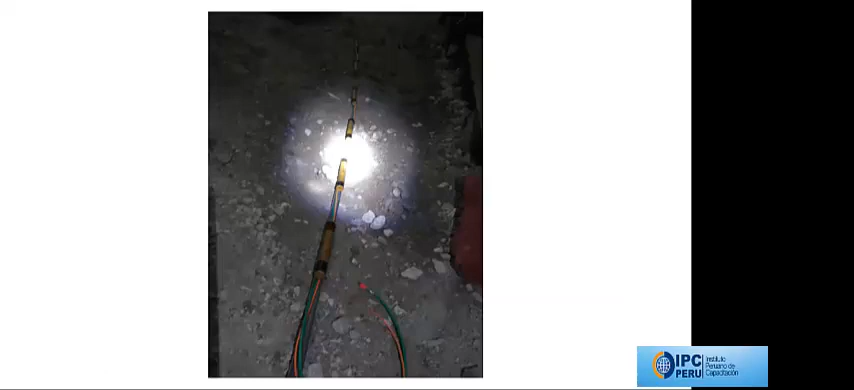 IPC
PERU
Instituto
Peruano de
Capacitación